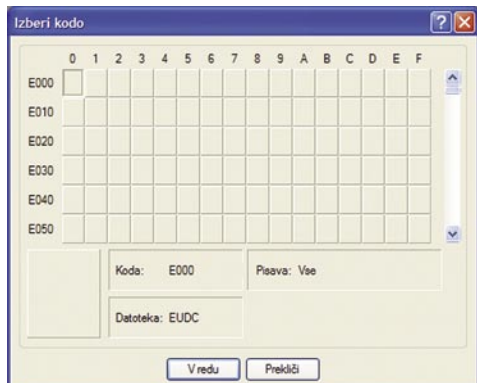 Izberi kodo
0 1 2 3 4 5 6 7 8 9 A B C D E F
E000
E010
E020
E030
E040
E050
Koda: E000 Pisava: Vse
Datoteka: EUDC
V redu Prekliči